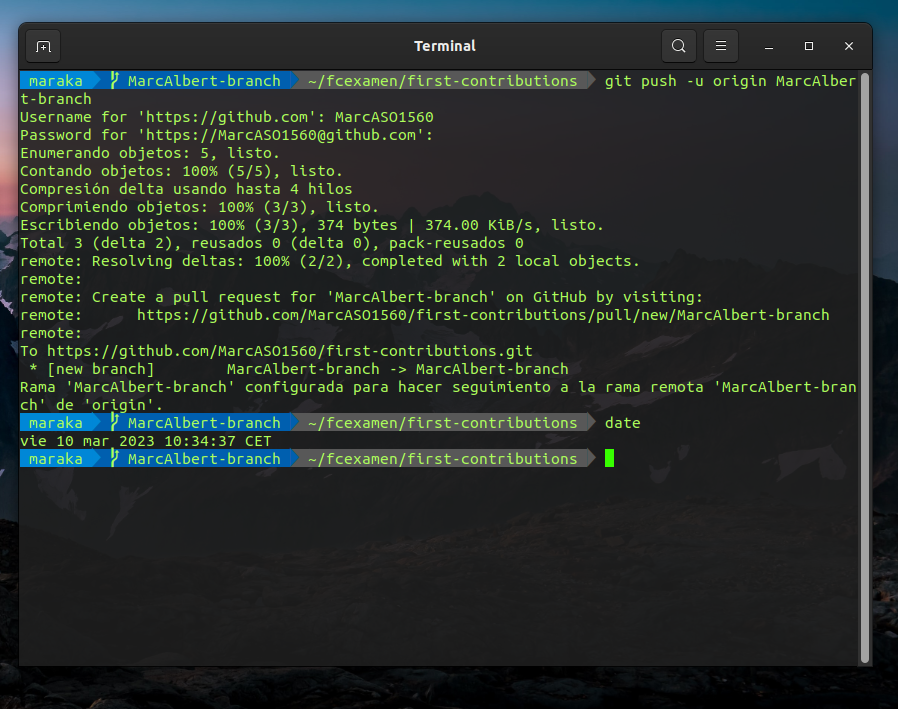 Terminal
maraka MarcAlbert-branch ~/fcexamen/first-contributions git push -u origin MarcAlber
t-branch
Username for 'https://github.com': MarcASO1560
Password for 'https://MarcASO1560@github.com':
Enumerando objetos: 5, listo.
Contando objetos: 100% (5/5), listo.
Compresión delta usando hasta 4 hilos
Comprimiendo objetos: 100% (3/3), listo.
Escribiendo objetos: 100% (3/3), 374 bytes | 374.00 KiB/s, listo.
Total 3 (delta 2), reusados 0 (delta 0), pack-reusados 0
remote: Resolving deltas: 100% (2/2), completed with 2 local objects.
remote:
remote: Create a pull request for 'MarcAlbert-branch' on GitHub by visiting:
remote:      https://github.com/MarcASO1560/first-contributions/pull/new/MarcAlbert-branch
remote:
To https://github.com/MarcASO1560/first-contributions.git
 * [new branch]        MarcAlbert-branch -> MarcAlbert-branch
Rama 'MarcAlbert-branch' configurada para hacer seguimiento a la rama remota 'MarcAlbert-bran
ch' de 'origin'.
maraka MarcAlbert-branch ~/fcexamen/first-contributions date
vie 10 mar 2023 10:34:37 CET
maraka MarcAlbert-branch ~/fcexamen/first-contributions